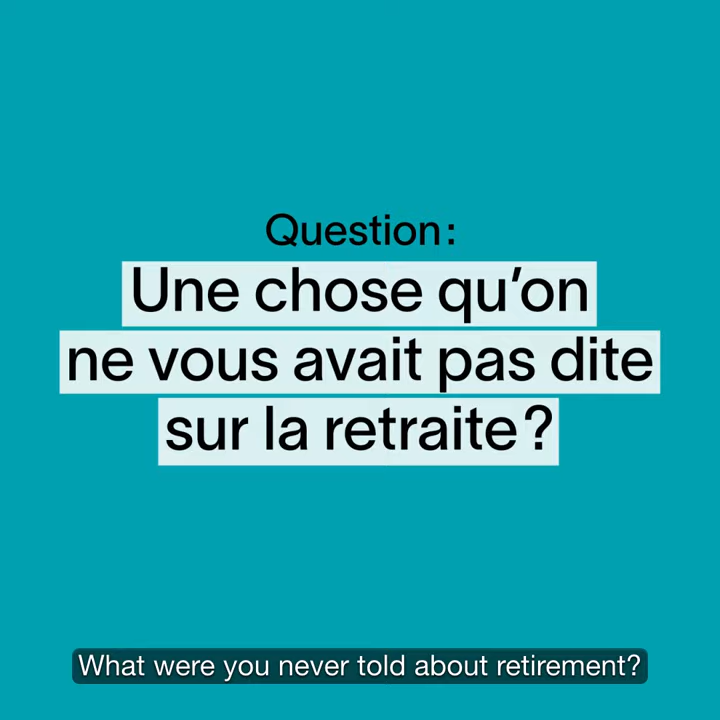 Question :
Une chose qu’on
ne vous avait pas dite
sur la retraite ?
What were you never told about retirement?